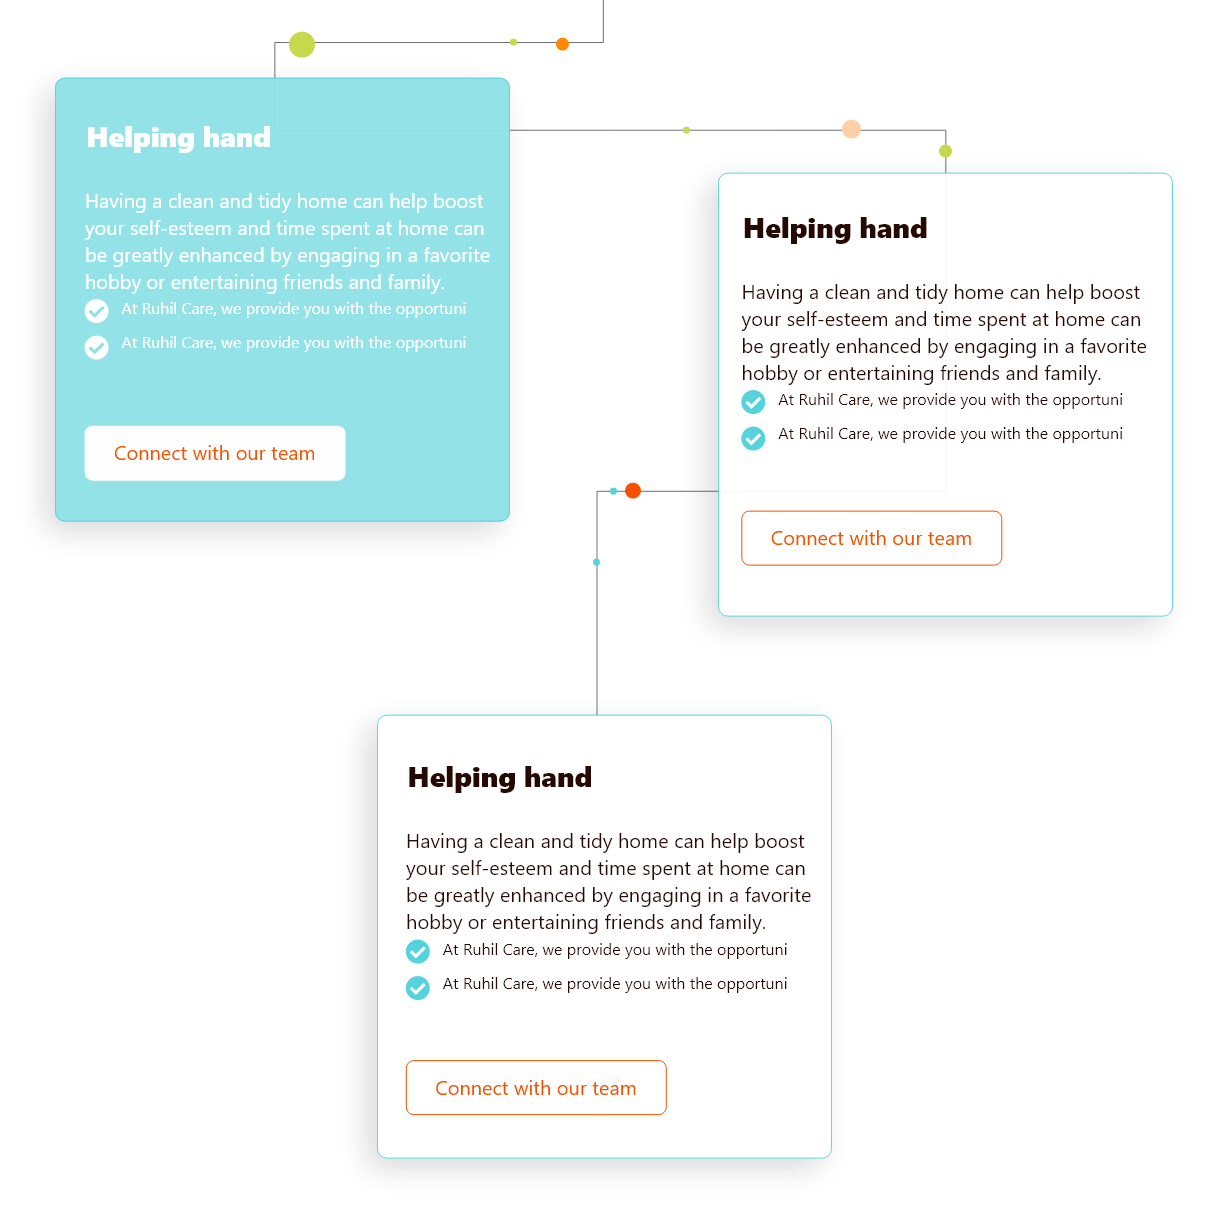 Helping hand
Having a clean and tidy home can help boost
your self-esteem and time spent at home can
be greatly enhanced by engaging in a favorite
hobby or entertaining friends and family.
At Ruhil Care, we provide you with the opportuni
At Ruhil Care, we provide you with the opportuni
Connect with our team
Helping hand
Having a clean and tidy home can help boost
your self-esteem and time spent at home can
be greatly enhanced by engaging in a favorite
hobby or entertaining friends and family.
At Ruhil Care, we provide you with the opportuni
At Ruhil Care, we provide you with the opportuni
Connect with our team
Helping hand
Having a clean and tidy home can help boost
your self-esteem and time spent at home can
be greatly enhanced by engaging in a favorite
hobby or entertaining friends and family.
At Ruhil Care, we provide you with the opportuni
At Ruhil Care, we provide you with the opportuni
Connect with our team